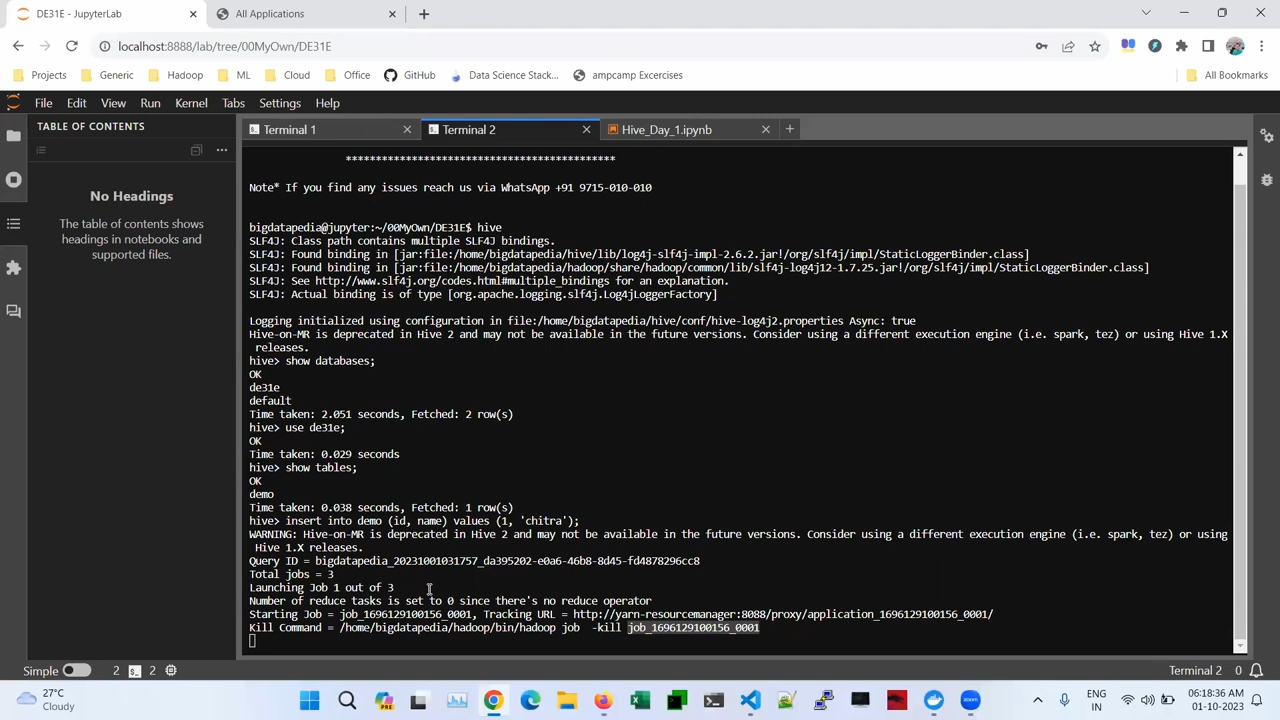 DE31E - JupyterLab
All Applications
localhost:8888/lab/tree/00MyOwn/DE31E
Projects Generic Hadoop ML Cloud Office GitHub Data Science Stack... ampcamp Excercises All Bookmarks
File Edit View Run Kernel Tabs Settings Help
TABLE OF CONTENTS
No Headings
The table of contents shows
headings in notebooks and
supported files.
Terminal 1
Terminal 2
Hive_Day_1.ipynb
*********************************************
Note* If you find any issues reach us via WhatsApp +91 9715-010-010
bigdatapedia@jupyter:~/00MyOwn/DE31E$ hive
SLF4J: Class path contains multiple SLF4J bindings.
SLF4J: Found binding in [jar:file:/home/bigdatapedia/hive/lib/log4j-slf4j-impl-2.6.2.jar!/org/slf4j/impl/StaticLoggerBinder.class]
SLF4J: Found binding in [jar:file:/home/bigdatapedia/hadoop/share/hadoop/common/lib/slf4j-log4j12-1.7.25.jar!/org/slf4j/impl/StaticLoggerBinder.class]
SLF4J: See http://www.slf4j.org/codes.html#multiple_bindings for an explanation.
SLF4J: Actual binding is of type [org.apache.logging.slf4j.Log4jLoggerFactory]
Logging initialized using configuration in file:/home/bigdatapedia/hive/conf/hive-log4j2.properties Async: true
Hive-on-MR is deprecated in Hive 2 and may not be available in the future versions. Consider using a different execution engine (i.e. spark, tez) or using Hive 1.X
releases.
hive> show databases;
OK
de31e
default
Time taken: 2.051 seconds, Fetched: 2 row(s)
hive> use de31e;
OK
Time taken: 0.029 seconds
hive> show tables;
OK
demo
Time taken: 0.038 seconds, Fetched: 1 row(s)
hive> insert into demo (id, name) values (1, 'chitra');
WARNING: Hive-on-MR is deprecated in Hive 2 and may not be available in the future versions. Consider using a different execution engine (i.e. spark, tez) or using
Hive 1.X releases.
Query ID = bigdatapedia_20231001031757_da395202-e0a6-46b8-8d45-fd4878296cc8
Total jobs = 3
Launching Job 1 out of 3
Number of reduce tasks is set to 0 since there's no reduce operator
Starting Job = job_1696129100156_0001, Tracking URL = http://yarn-resourcemanager:8088/proxy/application_1696129100156_0001/
Kill Command = /home/bigdatapedia/hadoop/bin/hadoop job  -kill job_1696129100156_0001
Simple 2 2 Terminal 2 0
27°C
Cloudy
ENG
IN
06:18:36 AM
01-10-2023